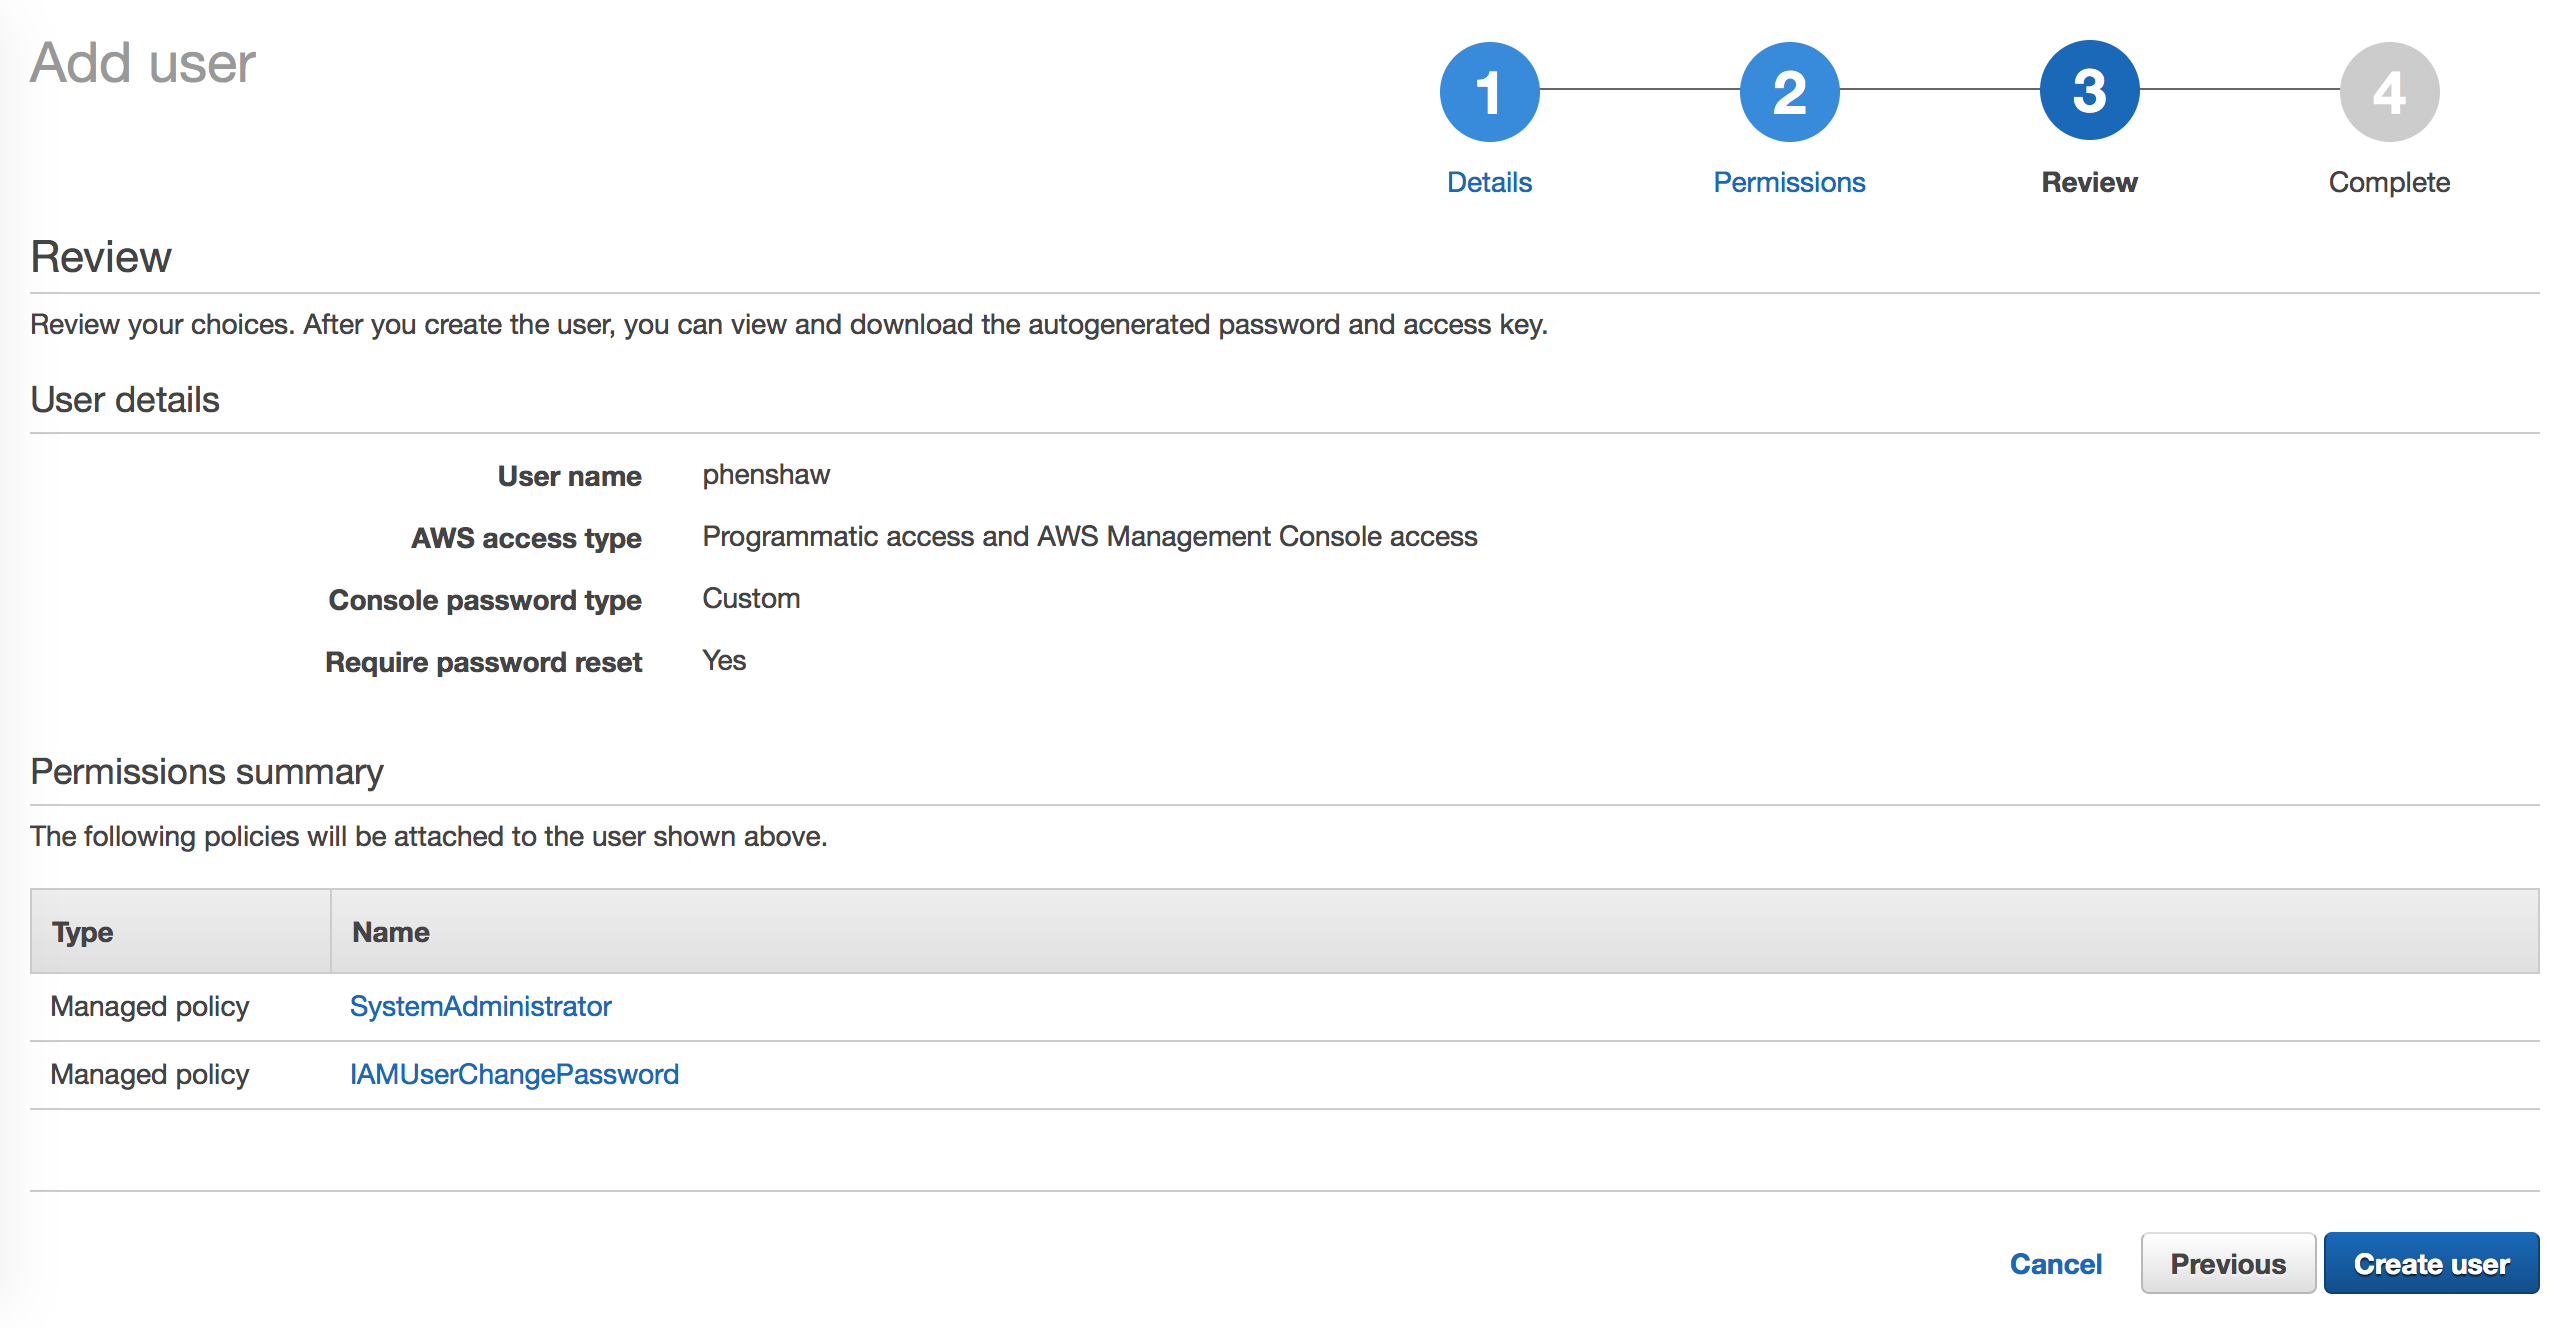 Add user
1
2
3
4
Details
Permissions
Review
Complete
Review
Review your choices. After you create the user, you can view and download the autogenerated password and access key.
User details
User name phenshaw
AWS access type Programmatic access and AWS Management Console access
Console password type Custom
Require password reset Yes
Permissions summary
The following policies will be attached to the user shown above.
Type Name
Managed policy SystemAdministrator
Managed policy IAMUserChangePassword
Cancel Previous Create user